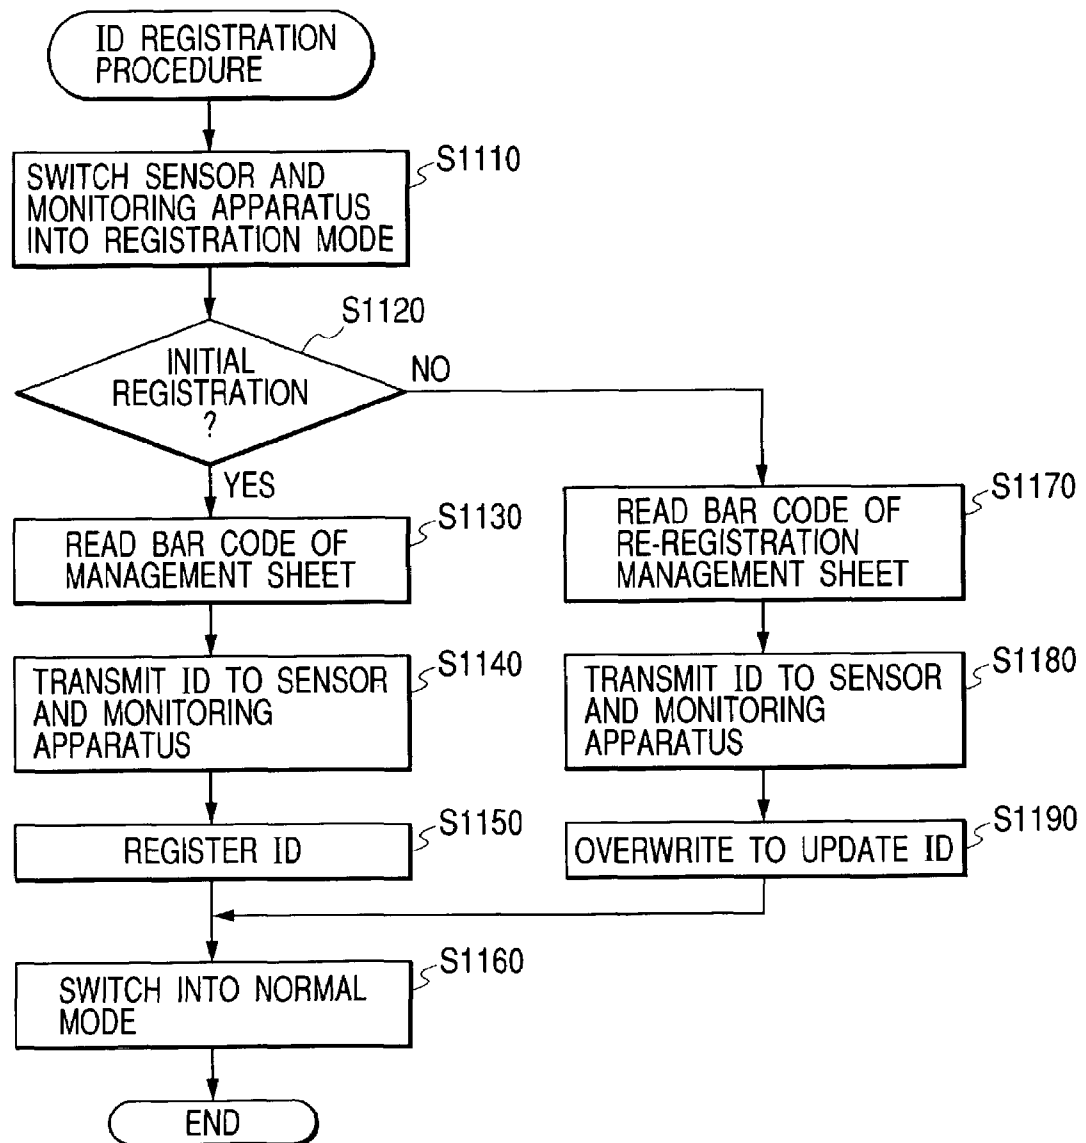 ID REGISTRATION
PROCEDURE
S1110
SWITCH SENSOR AND
MONITORING APPARATUS
INTO REGISTRATION MODE
S1120
INITIAL
REGISTRATION
?
NO
YES
S1130
READ BAR CODE OF
MANAGEMENT SHEET
S1170
READ BAR CODE OF
RE-REGISTRATION
MANAGEMENT SHEET
S1140
TRANSMIT ID TO SENSOR
AND MONITORING
APPARATUS
S1180
TRANSMIT ID TO SENSOR
AND MONITORING
APPARATUS
S1150
REGISTER ID
S1190
OVERWRITE TO UPDATE ID
S1160
SWITCH INTO NORMAL
MODE
END